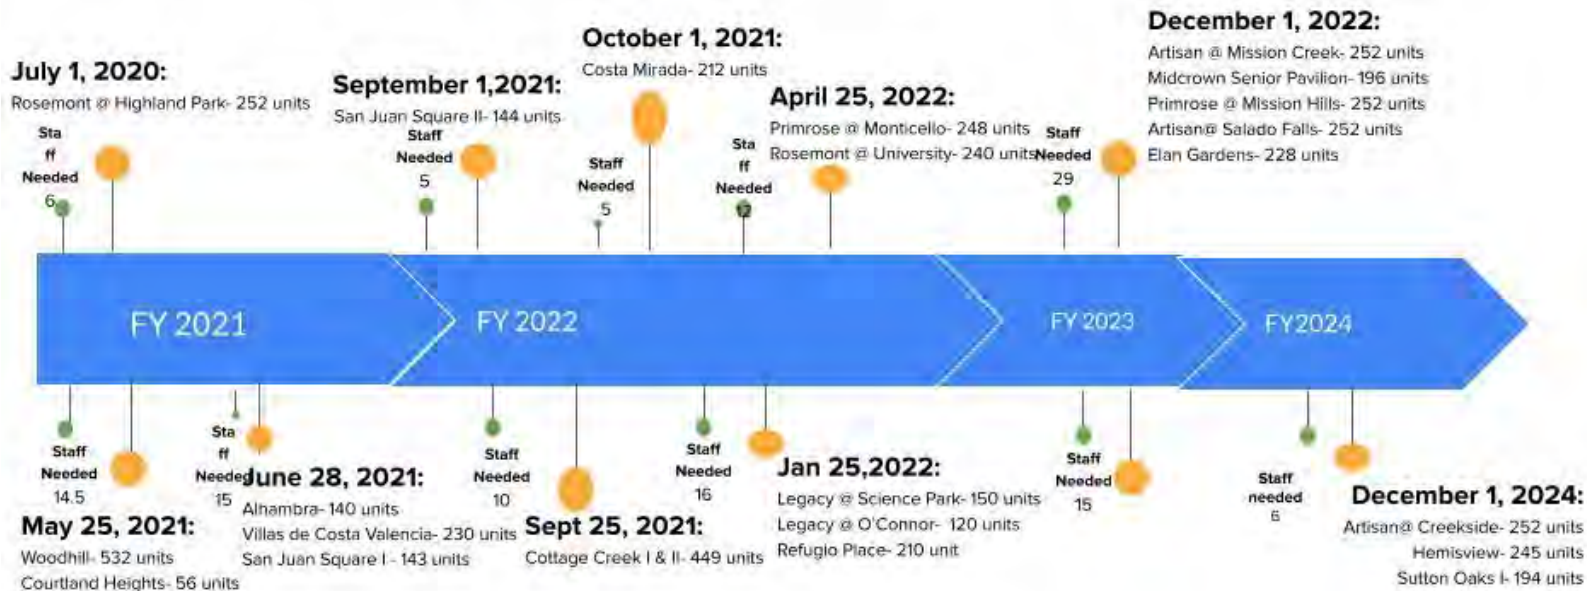 July 1, 2020:
Rosemont @ Highland Park- 252 units
Sta
ff
Needed
6
September 1,2021:
San Juan Square II- 144 units
Staff
Needed
5
October 1, 2021:
Costa Mirada- 212 units
Staff
Needed
5
April 25, 2022:
Primrose @ Monticello- 248 units
Rosemont @ University- 240 units
Sta
ff
Needed
12
December 1, 2022:
Artisan @ Mission Creek- 252 units
Midcrown Senior Pavilion- 196 units
Primrose @ Mission Hills- 252 units
Artisan@ Salado Falls- 252 units
Elan Gardens- 228 units
Staff
Needed
29
FY 2021
FY 2022
FY 2023
FY2024
Staff
Needed
14.5
May 25, 2021:
Woodhill- 532 units
Courtland Heights- 56 units
Sta
ff
Needed
15
June 28, 2021:
Alhambra- 140 units
Villas de Costa Valencia- 230 units
San Juan Square I - 143 units
Staff
Needed
10
Sept 25, 2021:
Cottage Creek I & II- 449 units
Staff
Needed
16
Jan 25,2022:
Legacy @ Science Park- 150 units
Legacy @ O'Connor- 120 units
Refugio Place- 210 unit
Staff
Needed
15
Staff
needed
6
December 1, 2024:
Artisan@ Creekside- 252 units
Hemisview- 245 units
Sutton Oaks I- 194 units